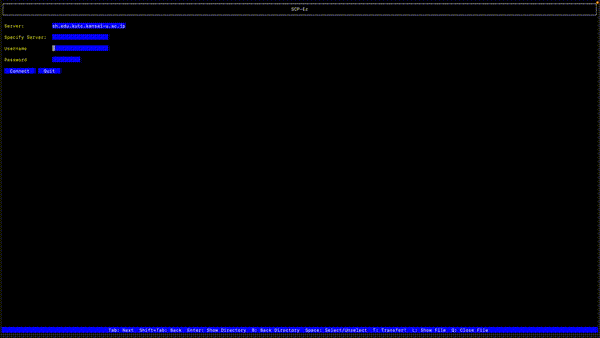 SCP-Ez
Server: sh.edu.kutc.kansai-u.ac.jp
Specify Server:
UserName
Password
Connect Quit
Tab: Next Shift+Tab: Back Enter: Show Directory B: Back Directory Space: Select/Unselect T: Transfert L: Show File Q: Close File